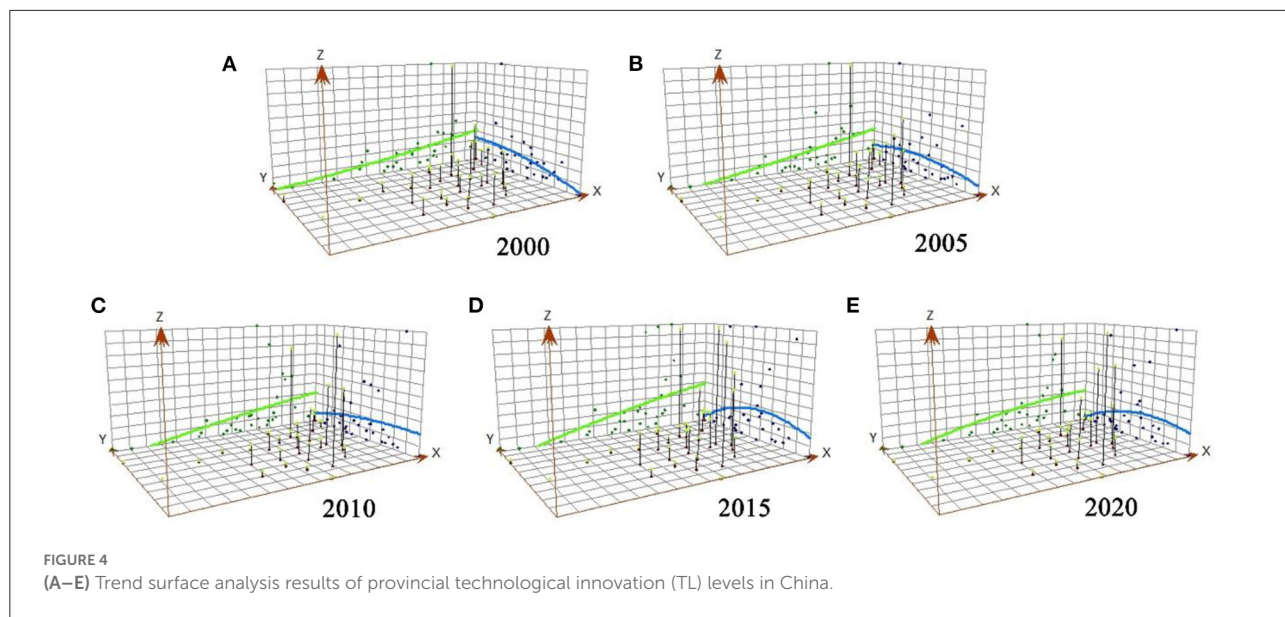 A
Z
Y
X
2000
B
Z
Y
X
2005
C
Z
Y
X
2010
D
Z
Y
X
2015
E
Z
Y
X
2020
FIGURE 4
(A–E) Trend surface analysis results of provincial technological innovation (TL) levels in China.